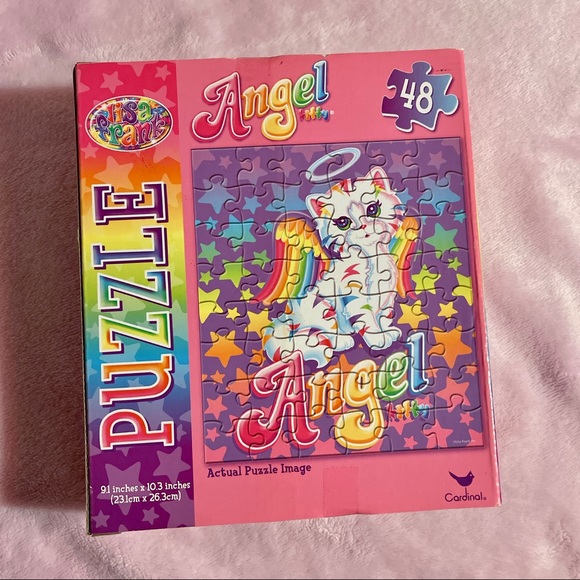 lisa
frank
PUZZLE
9.1 inches x 10.3 inches
(23.1cm x 26.3cm)
Angel
kitty
48
Angel
kitty
Actual Puzzle Image
Cardinal